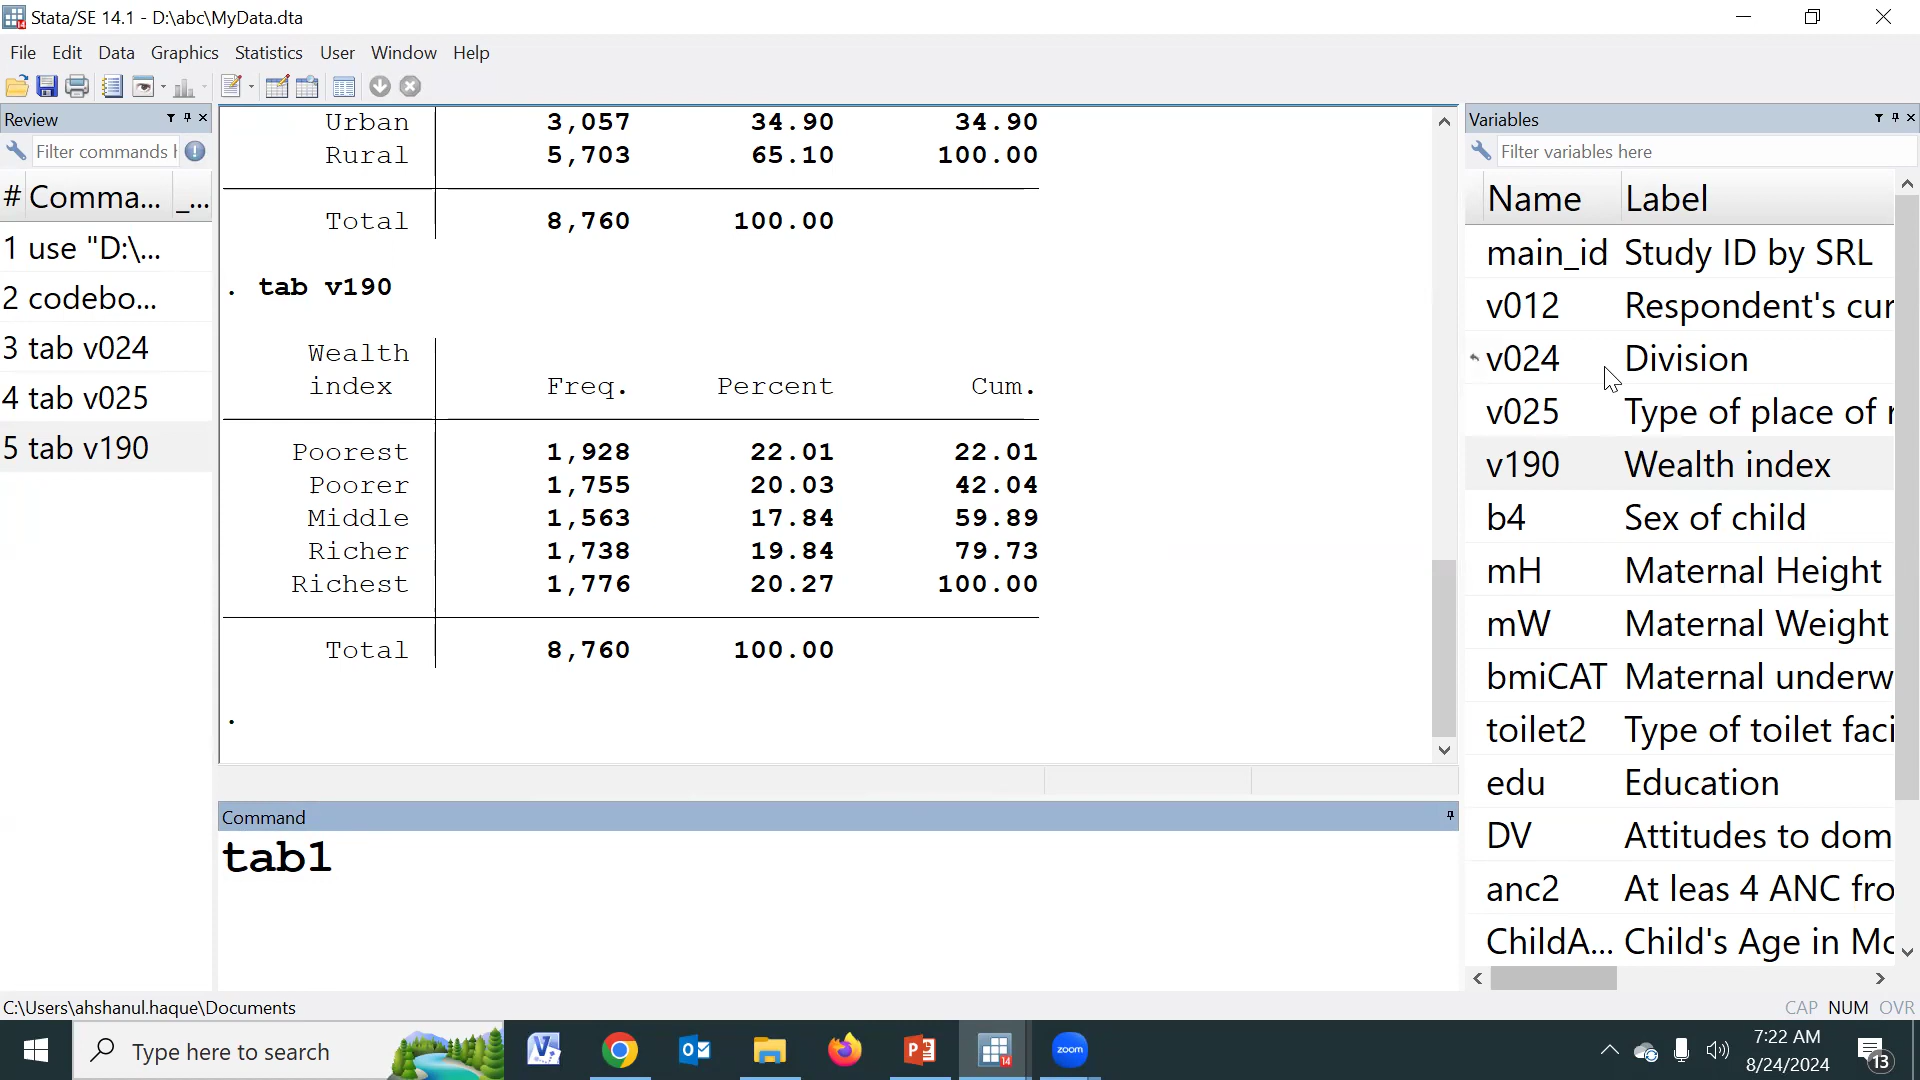 Stata/SE 14.1 - D:\abc\MyData.dta
File Edit Data Graphics Statistics User Window Help
Review
Filter commands h
# Comma... _...
1 use "D:\...
2 codebo...
3 tab v024
4 tab v025
5 tab v190
Urban 3,057 34.90 34.90
Rural 5,703 65.10 100.00
Total 8,760 100.00
. tab v190
Wealth
index Freq. Percent Cum.
Poorest 1,928 22.01 22.01
Poorer 1,755 20.03 42.04
Middle 1,563 17.84 59.89
Richer 1,738 19.84 79.73
Richest 1,776 20.27 100.00
Total 8,760 100.00
.
Command
tab1
Variables
Filter variables here
Name Label
main_id Study ID by SRL
v012 Respondent's cur
v024 Division
v025 Type of place of r
v190 Wealth index
b4 Sex of child
mH Maternal Height
mW Maternal Weight
bmiCAT Maternal underw
toilet2 Type of toilet faci
edu Education
DV Attitudes to dom
anc2 At leas 4 ANC fro
ChildA... Child's Age in Mo
C:\Users\ahshanul.haque\Documents
CAP NUM OVR
Type here to search
zoom
7:22 AM
8/24/2024
13